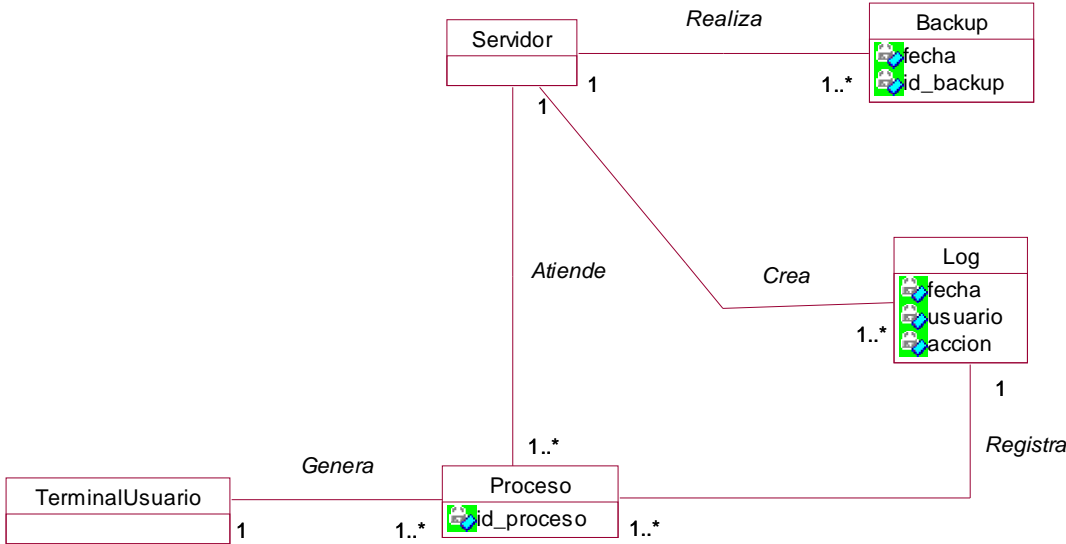 Realiza
Servidor
Backup
fecha
id_backup
1
1..*
1
Atiende
Crea
Log
fecha
usuario
accion
1..*
1
Registra
1..*
Genera
TerminalUsuario
Proceso
id_proceso
1
1..*
1..*